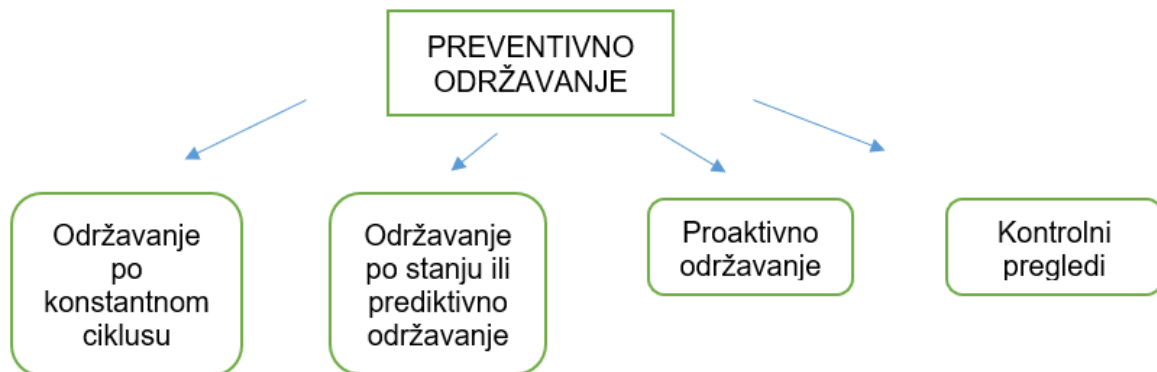 PREVENTIVNO
ODRŽAVANJE
Održavanje
po
konstantnom
ciklusu
Održavanje
po stanju ili
prediktivno
održavanje
Proaktivno
održavanje
Kontrolni
pregledi